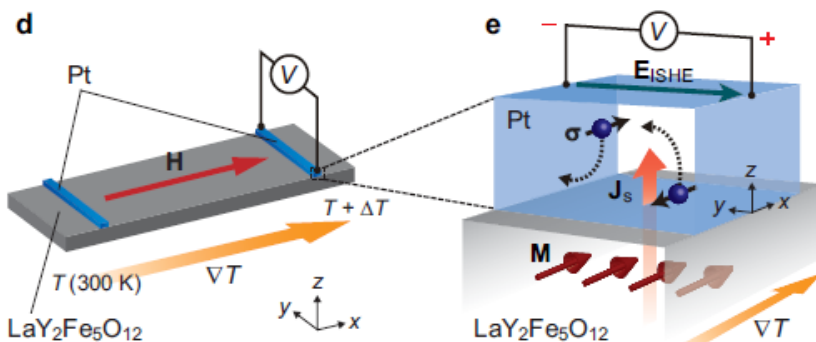 d
Pt
V
H
T + ΔT
∇T
T (300 K)
z
y
x
LaY₂Fe₅O₁₂
e
−
V
+
E_ISHE
Pt
σ
J_s
z
y
x
M
LaY₂Fe₅O₁₂
∇T